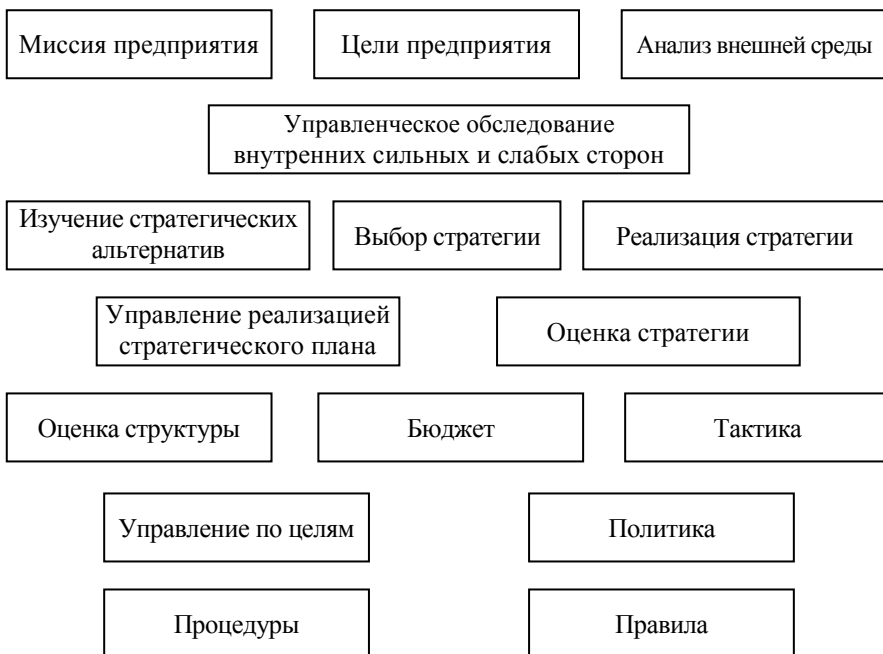 Миссия предприятия
Цели предприятия
Анализ внешней среды
Управленческое обследование
внутренних сильных и слабых сторон
Изучение стратегических
альтернатив
Выбор стратегии
Реализация стратегии
Управление реализацией
стратегического плана
Оценка стратегии
Оценка структуры
Бюджет
Тактика
Управление по целям
Политика
Процедуры
Правила